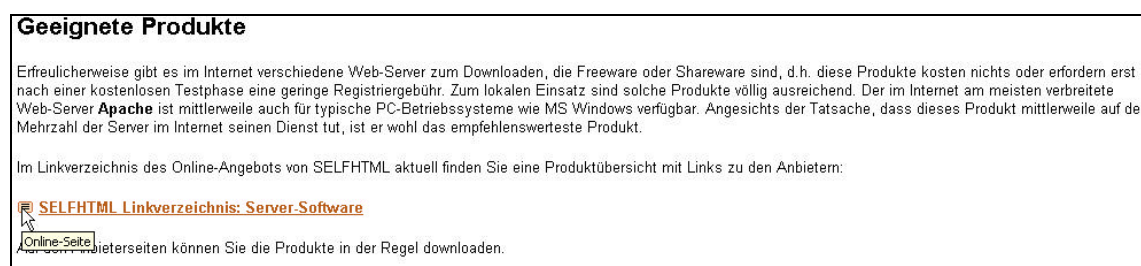 Geeignete Produkte
Erfreulicherweise gibt es im Internet verschiedene Web-Server zum Downloaden, die Freeware oder Shareware sind, d.h. diese Produkte kosten nichts oder erfordern erst
nach einer kostenlosen Testphase eine geringe Registriergebühr. Zum lokalen Einsatz sind solche Produkte völlig ausreichend. Der im Internet am meisten verbreitete
Web-Server Apache ist mittlerweile auch für typische PC-Betriebssysteme wie MS Windows verfügbar. Angesichts der Tatsache, dass dieses Produkt mittlerweile auf de
Mehrzahl der Server im Internet seinen Dienst tut, ist er wohl das empfehlenswerteste Produkt.
Im Linkverzeichnis des Online-Angebots von SELFHTML aktuell finden Sie eine Produktübersicht mit Links zu den Anbietern:
SELFHTML Linkverzeichnis: Server-Software
Online-Seite
bieterseiten können Sie die Produkte in der Regel downloaden.